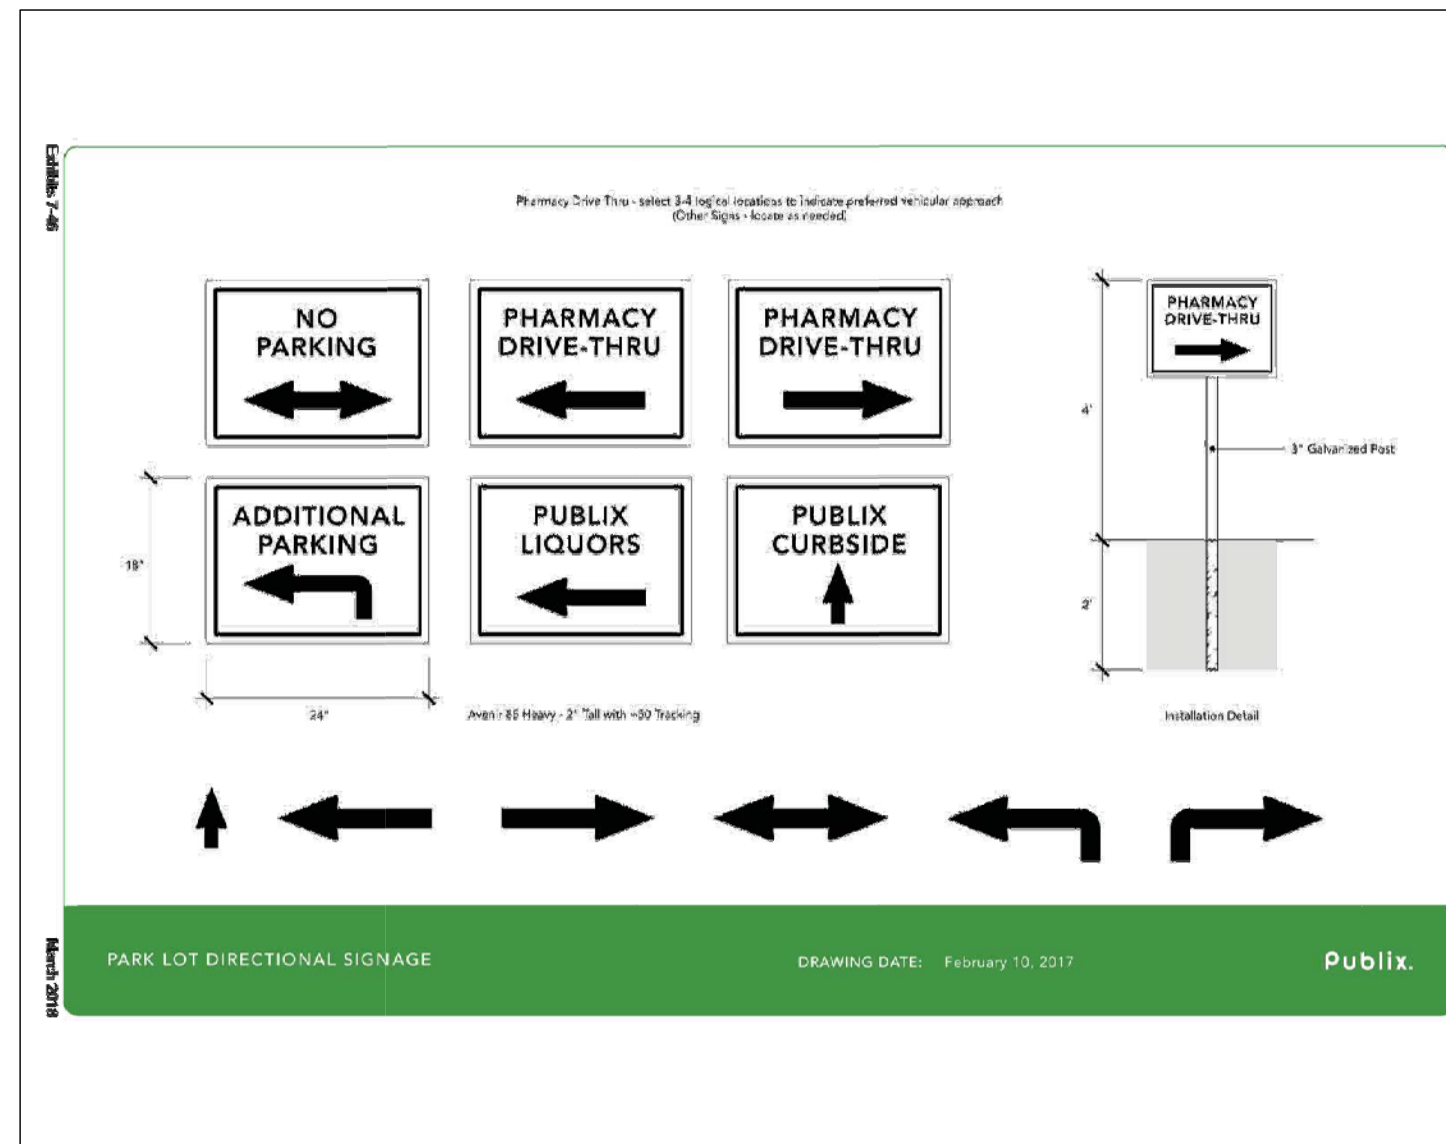 Exhibits 7-46
Pharmacy Drive Thru - select 3-4 logical locations to indicate preferred vehicular approach
(Other Signs - locate as needed)
NO
PARKING
PHARMACY
DRIVE-THRU
PHARMACY
DRIVE-THRU
PHARMACY
DRIVE-THRU
4'
3" Galvanized Post
ADDITIONAL
PARKING
PUBLIX
LIQUORS
PUBLIX
CURBSIDE
18"
2'
24"
Avenir 85 Heavy - 2" Tall with +50 Tracking
Installation Detail
March 2018
PARK LOT DIRECTIONAL SIGNAGE
DRAWING DATE: February 10, 2017
Publix.